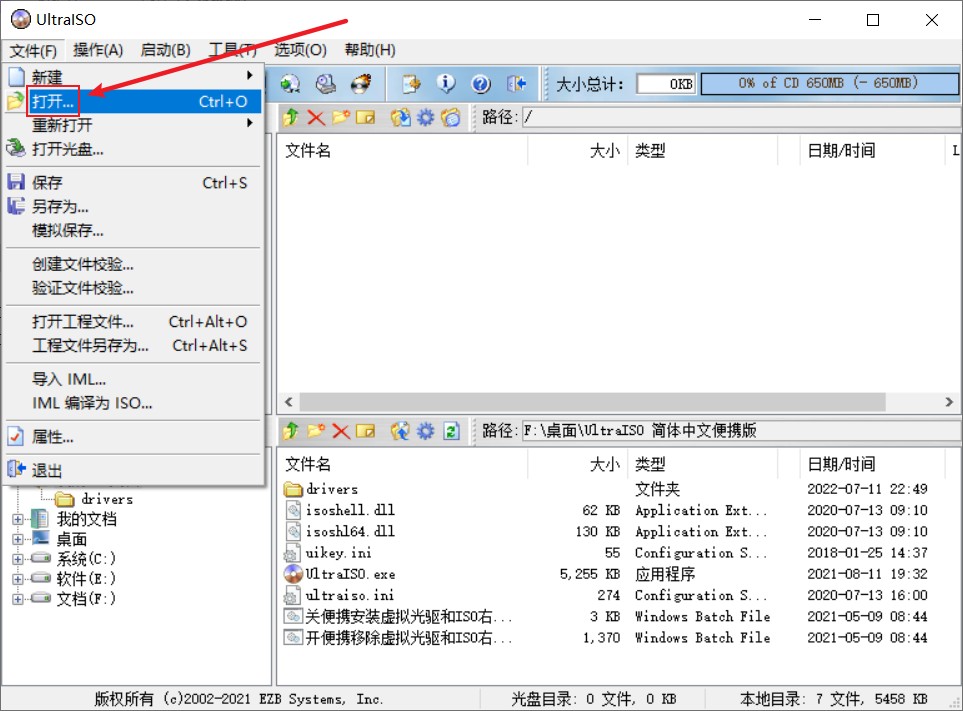 UltraISO
文件(F) 操作(A) 启动(B) 工具(T) 选项(O) 帮助(H)
新建
打开... Ctrl+O
重新打开
打开光盘...
保存 Ctrl+S
另存为...
模拟保存...
创建文件校验...
验证文件校验...
打开工程文件... Ctrl+Alt+O
工程文件另存为... Ctrl+Alt+S
导入 IML...
IML 编译为 ISO...
属性...
退出
大小总计: 0KB 0% of CD 650MB (- 650MB)
路径: /
文件名 大小 类型 日期/时间 L
drivers
我的文档
桌面
系统(C:)
软件(E:)
文档(F:)
路径: F:\桌面\UltraISO 简体中文便携版
文件名 大小 类型 日期/时间
drivers 文件夹 2022-07-11 22:49
isoshell.dll 62 KB Application Ext... 2020-07-13 09:10
isoshl64.dll 130 KB Application Ext... 2020-07-13 09:10
uikey.ini 55 Configuration S... 2018-01-25 14:37
UltraISO.exe 5,255 KB 应用程序 2021-08-11 19:32
ultraiso.ini 274 Configuration S... 2020-07-13 16:00
关便携安装虚拟光驱和ISO右... 3 KB Windows Batch File 2021-05-09 08:44
开便携移除虚拟光驱和ISO右... 1,370 Windows Batch File 2021-05-09 08:44
版权所有 (c)2002-2021 EZB Systems, Inc. 光盘目录: 0 文件, 0 KB 本地目录: 7 文件, 5458 KB